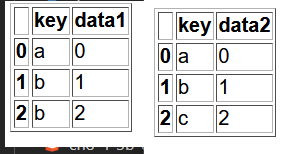 key data1
0 a 0
1 b 1
2 b 2
key data2
0 a 0
1 b 1
2 c 2